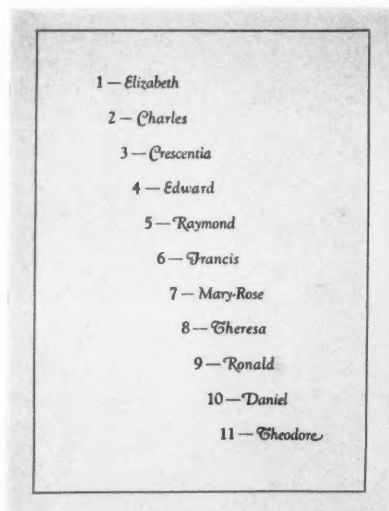 1 — Elizabeth
2 — Charles
3 — Crescentia
4 — Edward
5 — Raymond
6 — Francis
7 — Mary-Rose
8 — Theresa
9 — Ronald
10 — Daniel
11 — Theodore